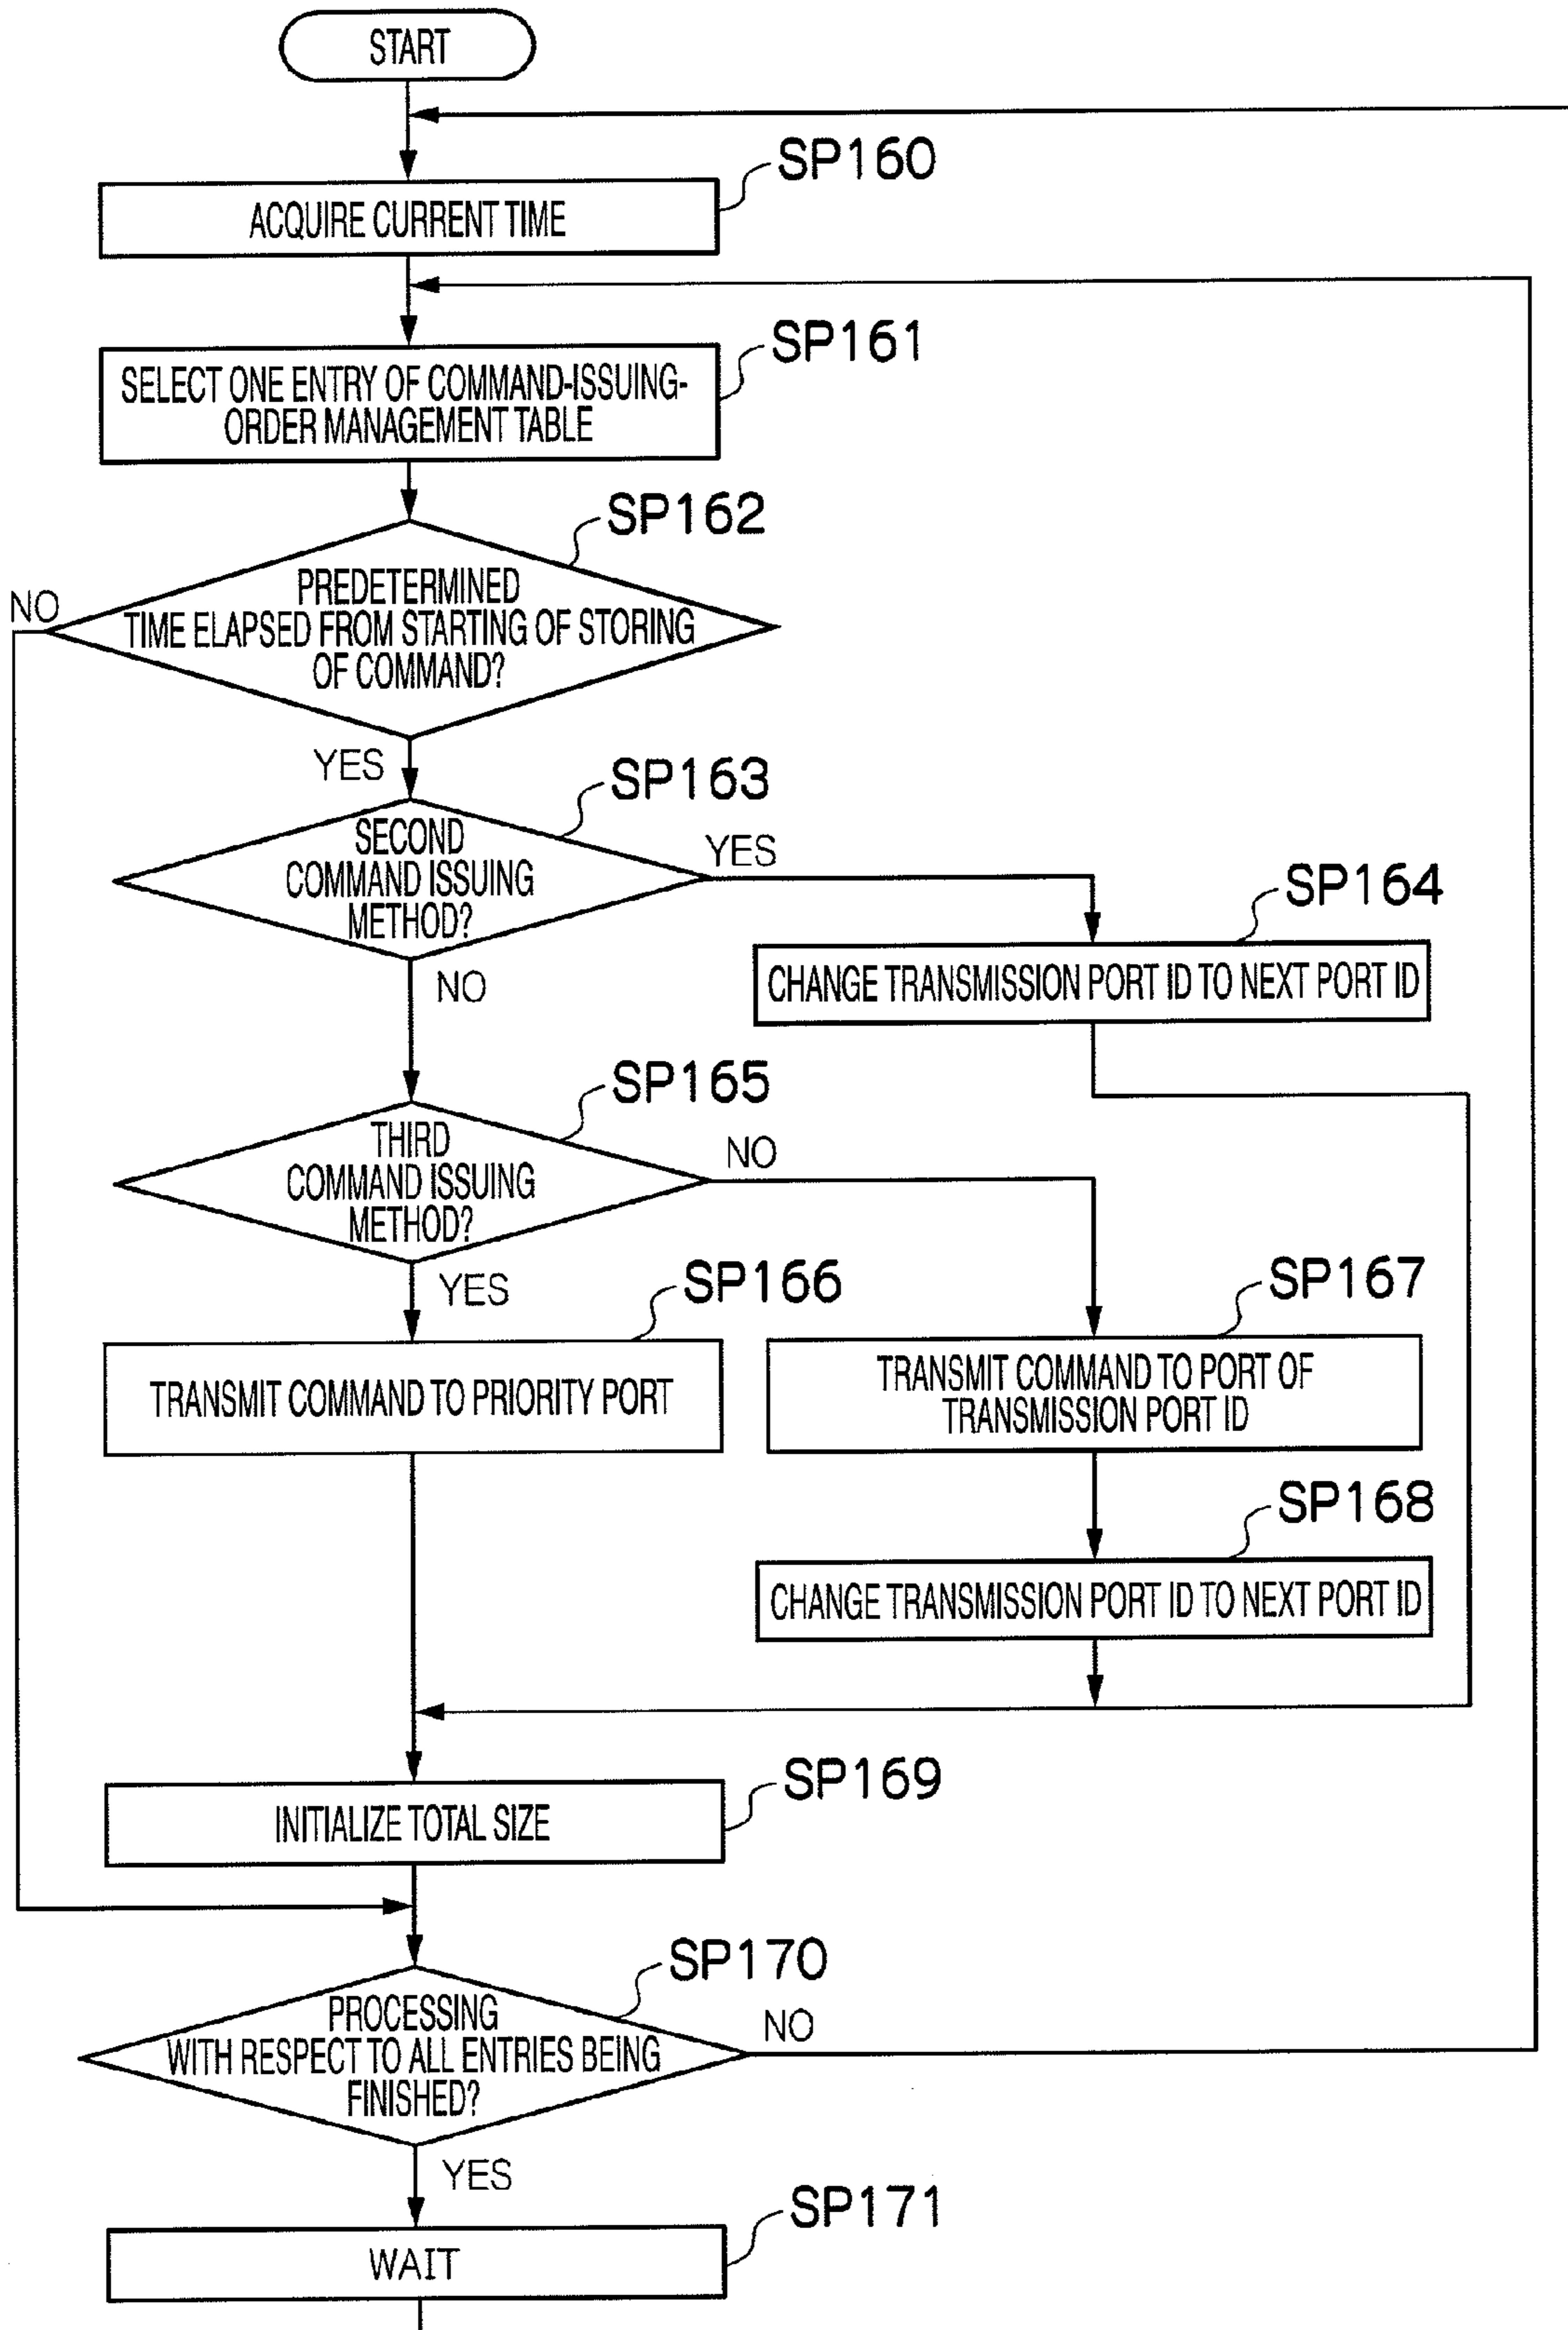 START
SP160
ACQUIRE CURRENT TIME
SP161
SELECT ONE ENTRY OF COMMAND-ISSUING-
ORDER MANAGEMENT TABLE
SP162
NO
PREDETERMINED
TIME ELAPSED FROM STARTING OF STORING
OF COMMAND?
YES
SP163
SECOND
COMMAND ISSUING
METHOD?
YES
SP164
NO
CHANGE TRANSMISSION PORT ID TO NEXT PORT ID
SP165
THIRD
COMMAND ISSUING
METHOD?
NO
YES
SP166
SP167
TRANSMIT COMMAND TO PRIORITY PORT
TRANSMIT COMMAND TO PORT OF
TRANSMISSION PORT ID
SP168
CHANGE TRANSMISSION PORT ID TO NEXT PORT ID
SP169
INITIALIZE TOTAL SIZE
SP170
PROCESSING
WITH RESPECT TO ALL ENTRIES BEING
FINISHED?
NO
YES
SP171
WAIT